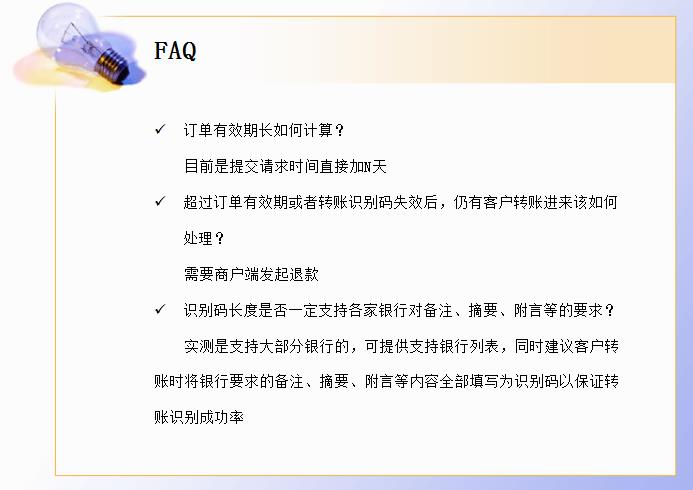 FAQ
✓ 订单有效期长如何计算？
目前是提交请求时间直接加N天
✓ 超过订单有效期或者转账识别码失效后，仍有客户转账进来该如何
处理？
需要商户端发起退款
✓ 识别码长度是否一定支持各家银行对备注、摘要、附言等的要求？
实测是支持大部分银行的，可提供支持银行列表，同时建议客户转
账时将银行要求的备注、摘要、附言等内容全部填写为识别码以保证转
账识别成功率